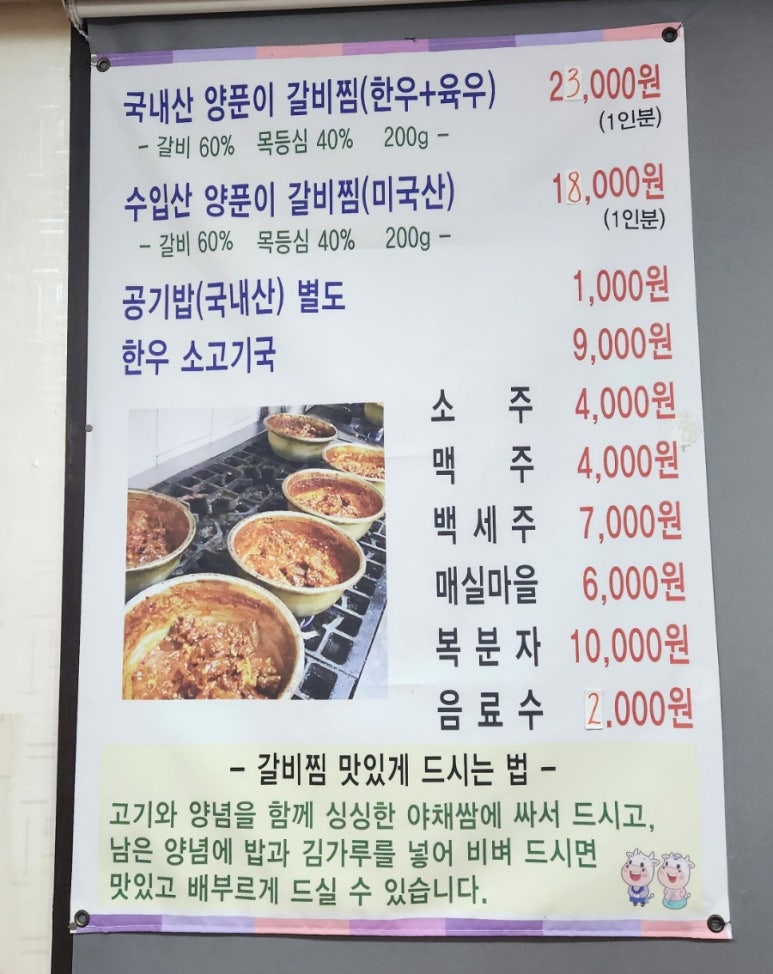 국내산 양푼이 갈비찜(한우+육우) 23,000원
(1인분)
- 갈비 60% 목등심 40% 200g -
수입산 양푼이 갈비찜(미국산) 18,000원
(1인분)
- 갈비 60% 목등심 40% 200g -
공기밥(국내산) 별도 1,000원
한우 소고기국 9,000원
소 주 4,000원
맥 주 4,000원
백 세 주 7,000원
매실마을 6,000원
복 분 자 10,000원
음 료 수 2.000원
- 갈비찜 맛있게 드시는 법 -
고기와 양념을 함께 싱싱한 야채쌈에 싸서 드시고,
남은 양념에 밥과 김가루를 넣어 비벼 드시면
맛있고 배부르게 드실 수 있습니다.